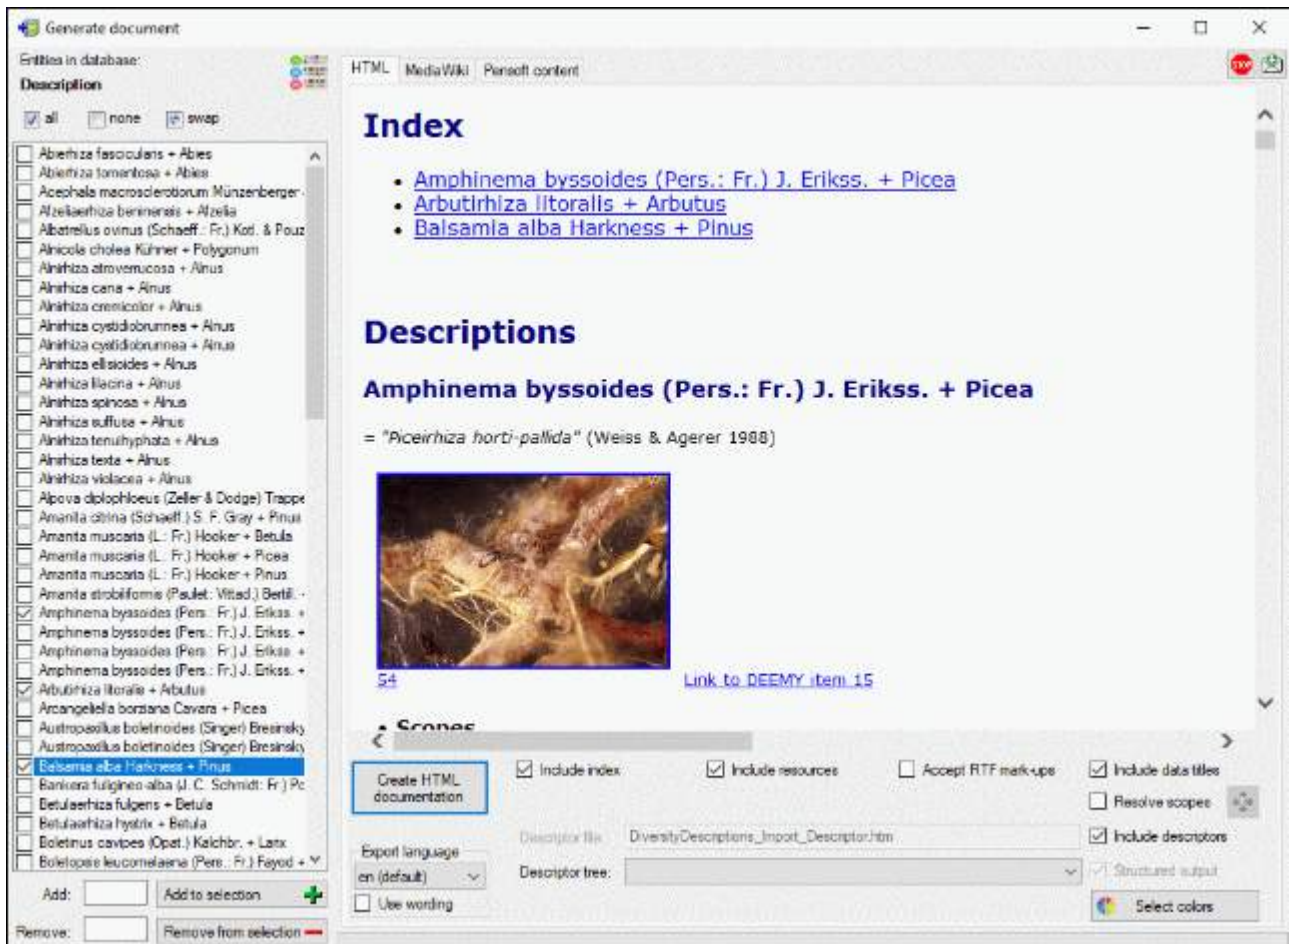 Generate document
Entities in database:
Description
all none swap
Abierhiza fascicularis + Abies
Abierhiza tomentosa + Abies
Acephala macrosclerotiorum Münzenberger
Afzeliaerhiza beninensis + Afzelia
Albatrellus ovinus (Schaeff.: Fr.) Kotl. & Pouz
Alnicola cholea Kühner + Polygonum
Alnirhiza atroverrucosa + Alnus
Alnirhiza cana + Alnus
Alnirhiza cremicolor + Alnus
Alnirhiza cystidiobrunnea + Alnus
Alnirhiza cystidiobrunnea + Alnus
Alnirhiza ellisioides + Alnus
Alnirhiza lilacina + Alnus
Alnirhiza spinosa + Alnus
Alnirhiza suffusa + Alnus
Alnirhiza tenuihyphata + Alnus
Alnirhiza texta + Alnus
Alnirhiza violacea + Alnus
Alpova diplophloeus (Zeller & Dodge) Trappe
Amanita citrina (Schaeff.) S. F. Gray + Pinus
Amanita muscaria (L.: Fr.) Hooker + Betula
Amanita muscaria (L.: Fr.) Hooker + Picea
Amanita muscaria (L.: Fr.) Hooker + Pinus
Amanita strobiliformis (Paulet: Vittad.) Bertill. -
Amphinema byssoides (Pers.: Fr.) J. Erikss. +
Amphinema byssoides (Pers.: Fr.) J. Erikss. +
Amphinema byssoides (Pers.: Fr.) J. Erikss. +
Amphinema byssoides (Pers.: Fr.) J. Erikss. +
Arbutirhiza litoralis + Arbutus
Arcangeliella borziana Cavara + Picea
Austropaxillus boletinoides (Singer) Bresinsky
Austropaxillus boletinoides (Singer) Bresinsky
Balsamia alba Harkness + Pinus
Bankera fuligineo-alba (J. C. Schmidt: Fr.) Po
Betulaerhiza fulgens + Betula
Betulaerhiza hystrix + Betula
Boletinus cavipes (Opat.) Kalchbr. + Larix
Boletopsis leucomelaena (Pers.: Fr.) Fayod +
Add: Add to selection
Remove: Remove from selection
HTML MediaWiki Pensoft content
STOP
Index
• Amphinema byssoides (Pers.: Fr.) J. Erikss. + Picea
• Arbutirhiza litoralis + Arbutus
• Balsamia alba Harkness + Pinus
Descriptions
Amphinema byssoides (Pers.: Fr.) J. Erikss. + Picea
= "Piceirhiza horti-pallida" (Weiss & Agerer 1988)
54 Link to DEEMY item 15
• Scopes
Create HTML documentation
Include index Include resources Accept RTF mark-ups Include data titles
Resolve scopes
Descriptor file: DiversityDescriptions_Import_Descriptor.htm Include descriptors
Export language
en (default) Descriptor tree: Structured output
Use wording Select colors